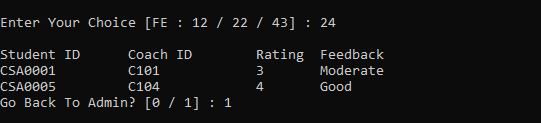 Enter Your Choice [FE : 12 / 22 / 43] : 24
Student ID Coach ID Rating Feedback
CSA0001 C101 3 Moderate
CSA0005 C104 4 Good
Go Back To Admin? [0 / 1] : 1